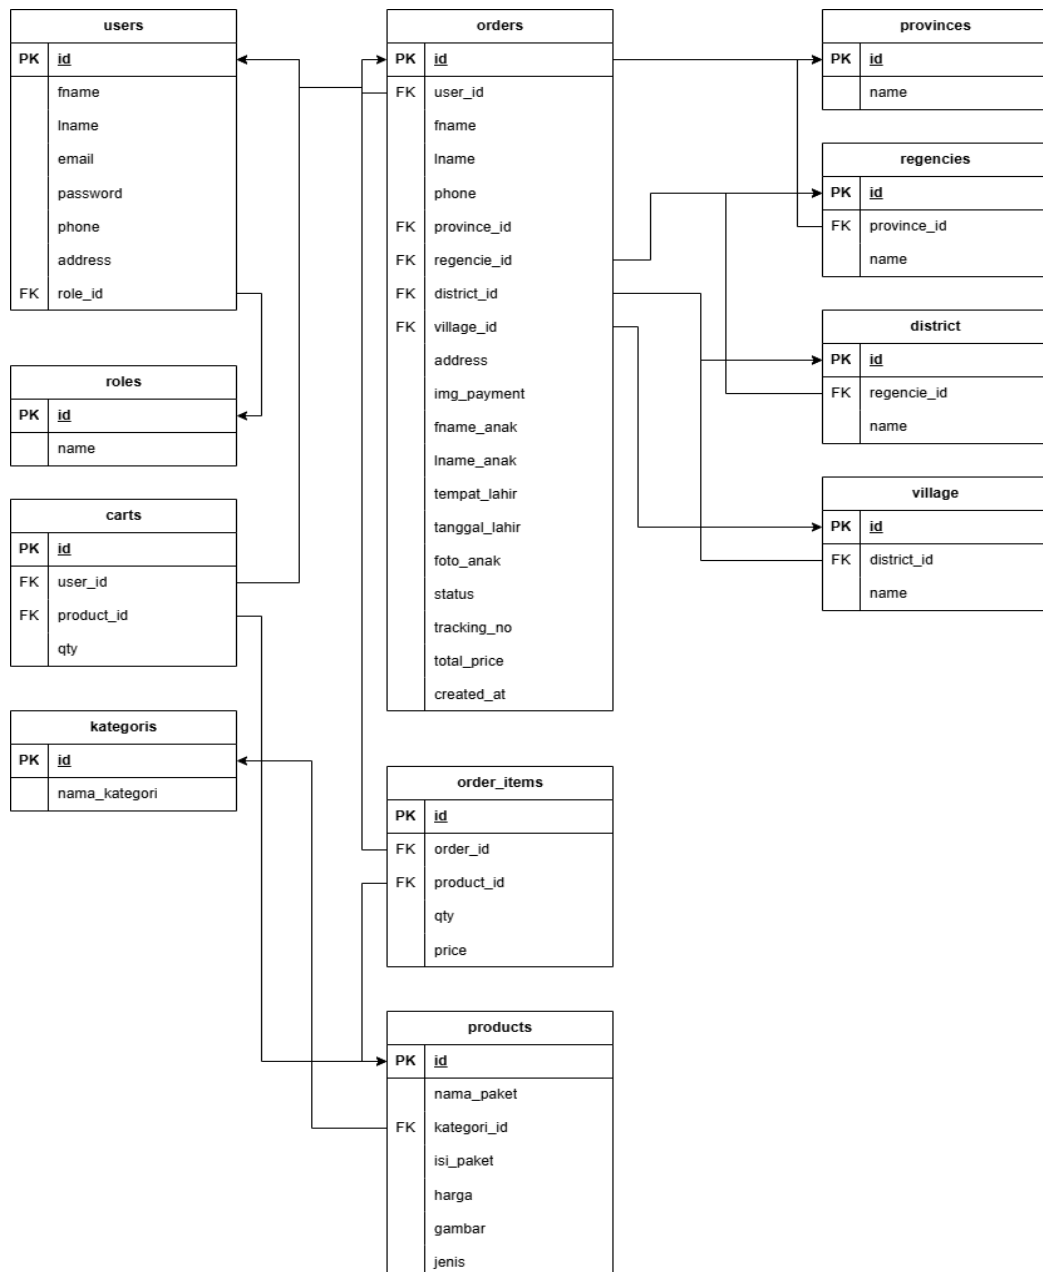 users
PK id
fname
lname
email
password
phone
address
FK role_id
roles
PK id
name
carts
PK id
FK user_id
FK product_id
qty
kategoris
PK id
nama_kategori
orders
PK id
FK user_id
fname
lname
phone
FK province_id
FK regencie_id
FK district_id
FK village_id
address
img_payment
fname_anak
lname_anak
tempat_lahir
tanggal_lahir
foto_anak
status
tracking_no
total_price
created_at
order_items
PK id
FK order_id
FK product_id
qty
price
products
PK id
nama_paket
FK kategori_id
isi_paket
harga
gambar
jenis
provinces
PK id
name
regencies
PK id
FK province_id
name
district
PK id
FK regencie_id
name
village
PK id
FK district_id
name